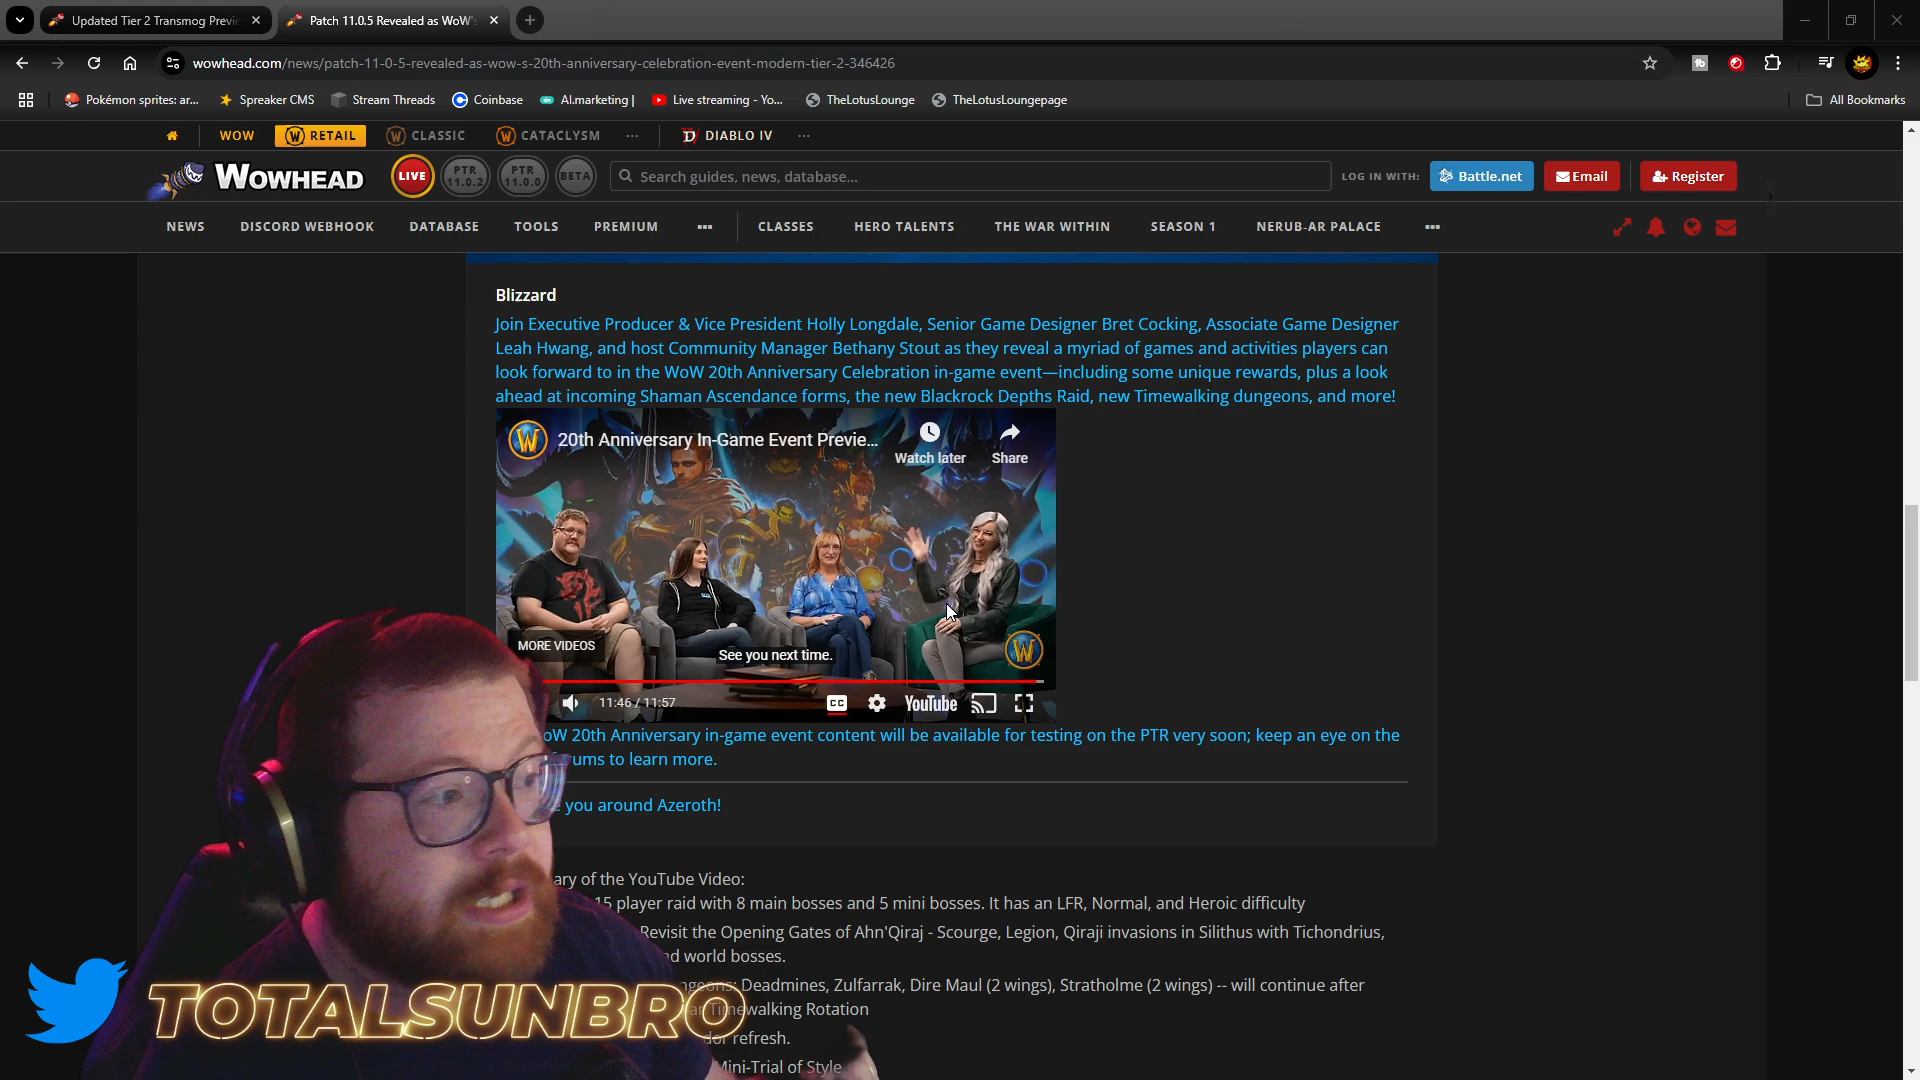 Updated Tier 2 Transmog Previ
Patch 11.0.5 Revealed as WoW'
wowhead.com/news/patch-11-0-5-revealed-as-wow-s-20th-anniversary-celebration-event-modern-tier-2-346426
Pokémon sprites: ar...
Spreaker CMS
Stream Threads
Coinbase
AI.marketing |
Live streaming - Yo...
TheLotusLounge
TheLotusLoungepage
All Bookmarks
WOW
RETAIL
CLASSIC
CATACLYSM
DIABLO IV
WOWHEAD
LIVE
PTR 11.0.2
PTR 11.0.0
BETA
Search guides, news, database...
LOG IN WITH:
Battle.net
Email
Register
NEWS
DISCORD WEBHOOK
DATABASE
TOOLS
PREMIUM
CLASSES
HERO TALENTS
THE WAR WITHIN
SEASON 1
NERUB-AR PALACE
Blizzard
Join Executive Producer & Vice President Holly Longdale, Senior Game Designer Bret Cocking, Associate Game Designer
Leah Hwang, and host Community Manager Bethany Stout as they reveal a myriad of games and activities players can
look forward to in the WoW 20th Anniversary Celebration in-game event—including some unique rewards, plus a look
ahead at incoming Shaman Ascendance forms, the new Blackrock Depths Raid, new Timewalking dungeons, and more!
20th Anniversary In-Game Event Previe...
Watch later
Share
MORE VIDEOS
See you next time.
11:46 / 11:57
CC
YouTube
oW 20th Anniversary in-game event content will be available for testing on the PTR very soon; keep an eye on the
rums to learn more.
you around Azeroth!
ary of the YouTube Video:
15 player raid with 8 main bosses and 5 mini bosses. It has an LFR, Normal, and Heroic difficulty
Revisit the Opening Gates of Ahn'Qiraj - Scourge, Legion, Qiraji invasions in Silithus with Tichondrius,
nd world bosses.
ngeons: Deadmines, Zulfarrak, Dire Maul (2 wings), Stratholme (2 wings) -- will continue after
ar Timewalking Rotation
dor refresh.
Mini-Trial of Style
TOTALSUNBRO